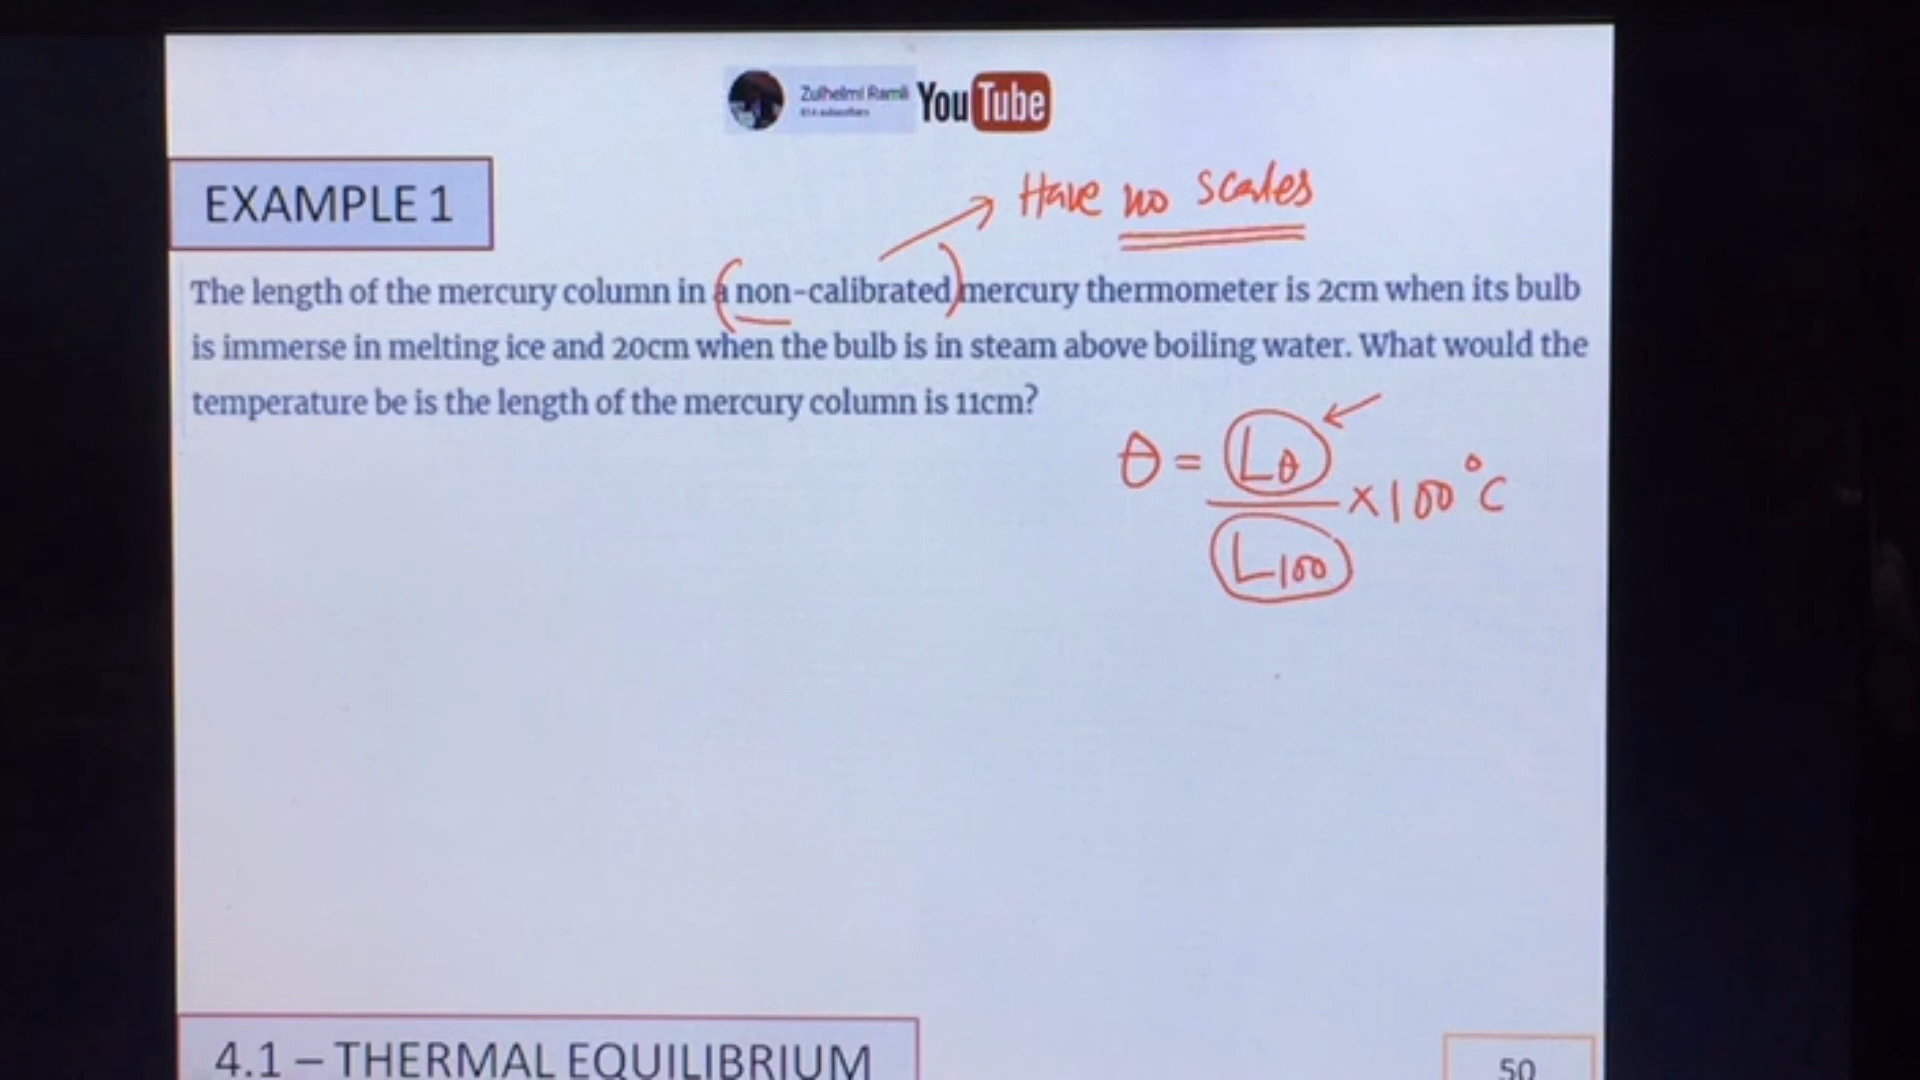 Zulhelmi Ramli
YouTube
EXAMPLE 1
Have no scales
The length of the mercury column in a non-calibrated mercury thermometer is 2cm when its bulb
is immerse in melting ice and 20cm when the bulb is in steam above boiling water. What would the
temperature be is the length of the mercury column is 11cm?
θ = Lθ / L100 × 100°C
4.1 – THERMAL EQUILIBRIUM
50